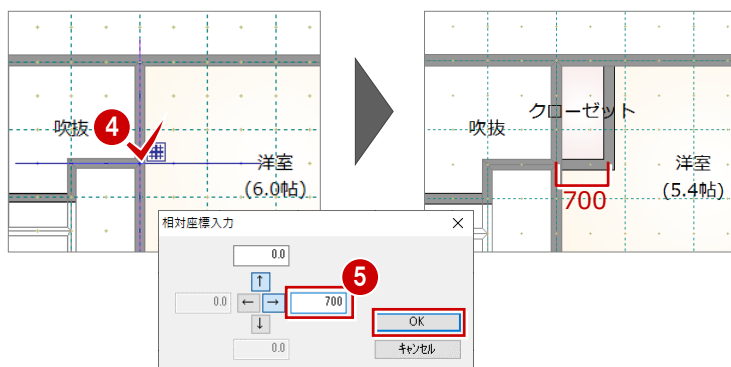 吹抜
4
洋室
(6.0帖)
クローゼット
吹抜
洋室
(5.4帖)
700
相対座標入力
0.0
5
↑
0.0
←
→
700
↓
0.0
OK
キャンセル